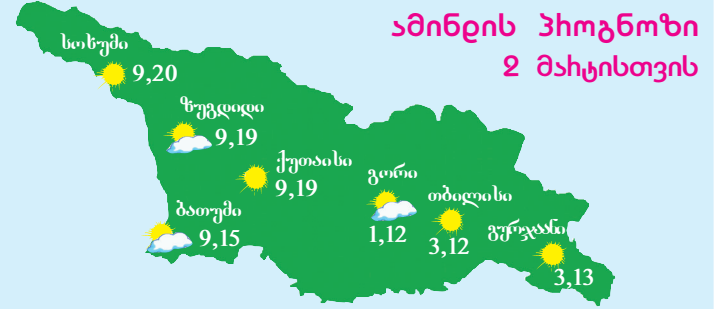 ამინდის პროგნოზი
2 მარტისთვის
სოხუმი
9,20
ზუგდიდი
9,19
ქუთაისი
9,19
გორი
1,12
თბილისი
3,12
ბათუმი
9,15
გურჯაანი
3,13